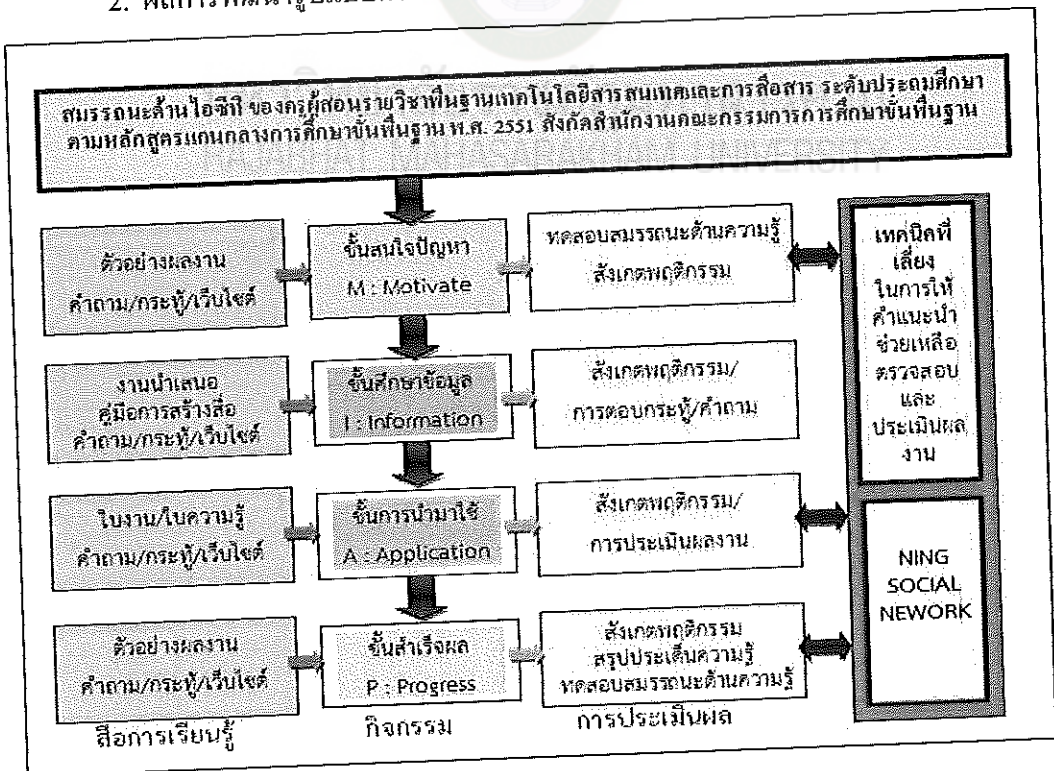 2. ผลการพัฒนารูปแบบ
สมรรถนะด้านไอซีที ของครูผู้สอนรายวิชาพื้นฐานเทคโนโลยีสารสนเทศและการสื่อสาร ระดับประถมศึกษา
ตามหลักสูตรแกนกลางการศึกษาขั้นพื้นฐาน พ.ศ. 2551 สังกัดสำนักงานคณะกรรมการการศึกษาขั้นพื้นฐาน
UNIVERSITY
ตัวอย่างผลงาน
คำถาม/กระทู้/เว็บไซต์
ขั้นสนใจปัญหา
M : Motivate
ทดสอบสมรรถนะด้านความรู้
สังเกตพฤติกรรม
งานนำเสนอ
คู่มือการสร้างสื่อ
คำถาม/กระทู้/เว็บไซต์
ขั้นศึกษาข้อมูล
I : Information
สังเกตพฤติกรรม/
การตอบกระทู้/คำถาม
ใบงาน/ใบความรู้
คำถาม/กระทู้/เว็บไซต์
ขั้นการนำมาใช้
A : Application
สังเกตพฤติกรรม/
การประเมินผลงาน
ตัวอย่างผลงาน
คำถาม/กระทู้/เว็บไซต์
ขั้นสำเร็จผล
P : Progress
สังเกตพฤติกรรม
สรุปประเด็นความรู้
ทดสอบสมรรถนะด้านความรู้
เทคนิคพี่
เลี้ยง
ในการให้
คำแนะนำ
ช่วยเหลือ
ตรวจสอบ
และ
ประเมินผล
งาน
NING
SOCIAL
NEWORK
สื่อการเรียนรู้
กิจกรรม
การประเมินผล